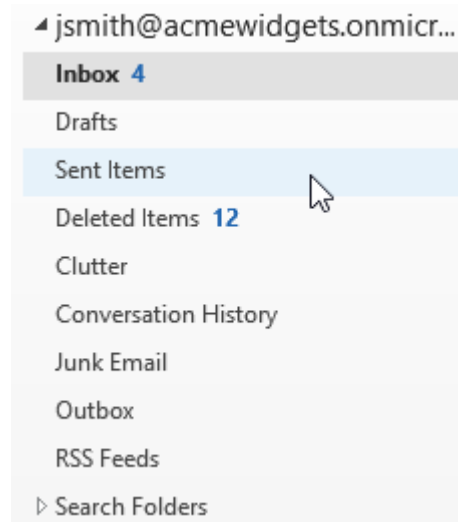 jsmith@acmewidgets.onmicr...
Inbox 4
Drafts
Sent Items
Deleted Items 12
Clutter
Conversation History
Junk Email
Outbox
RSS Feeds
Search Folders